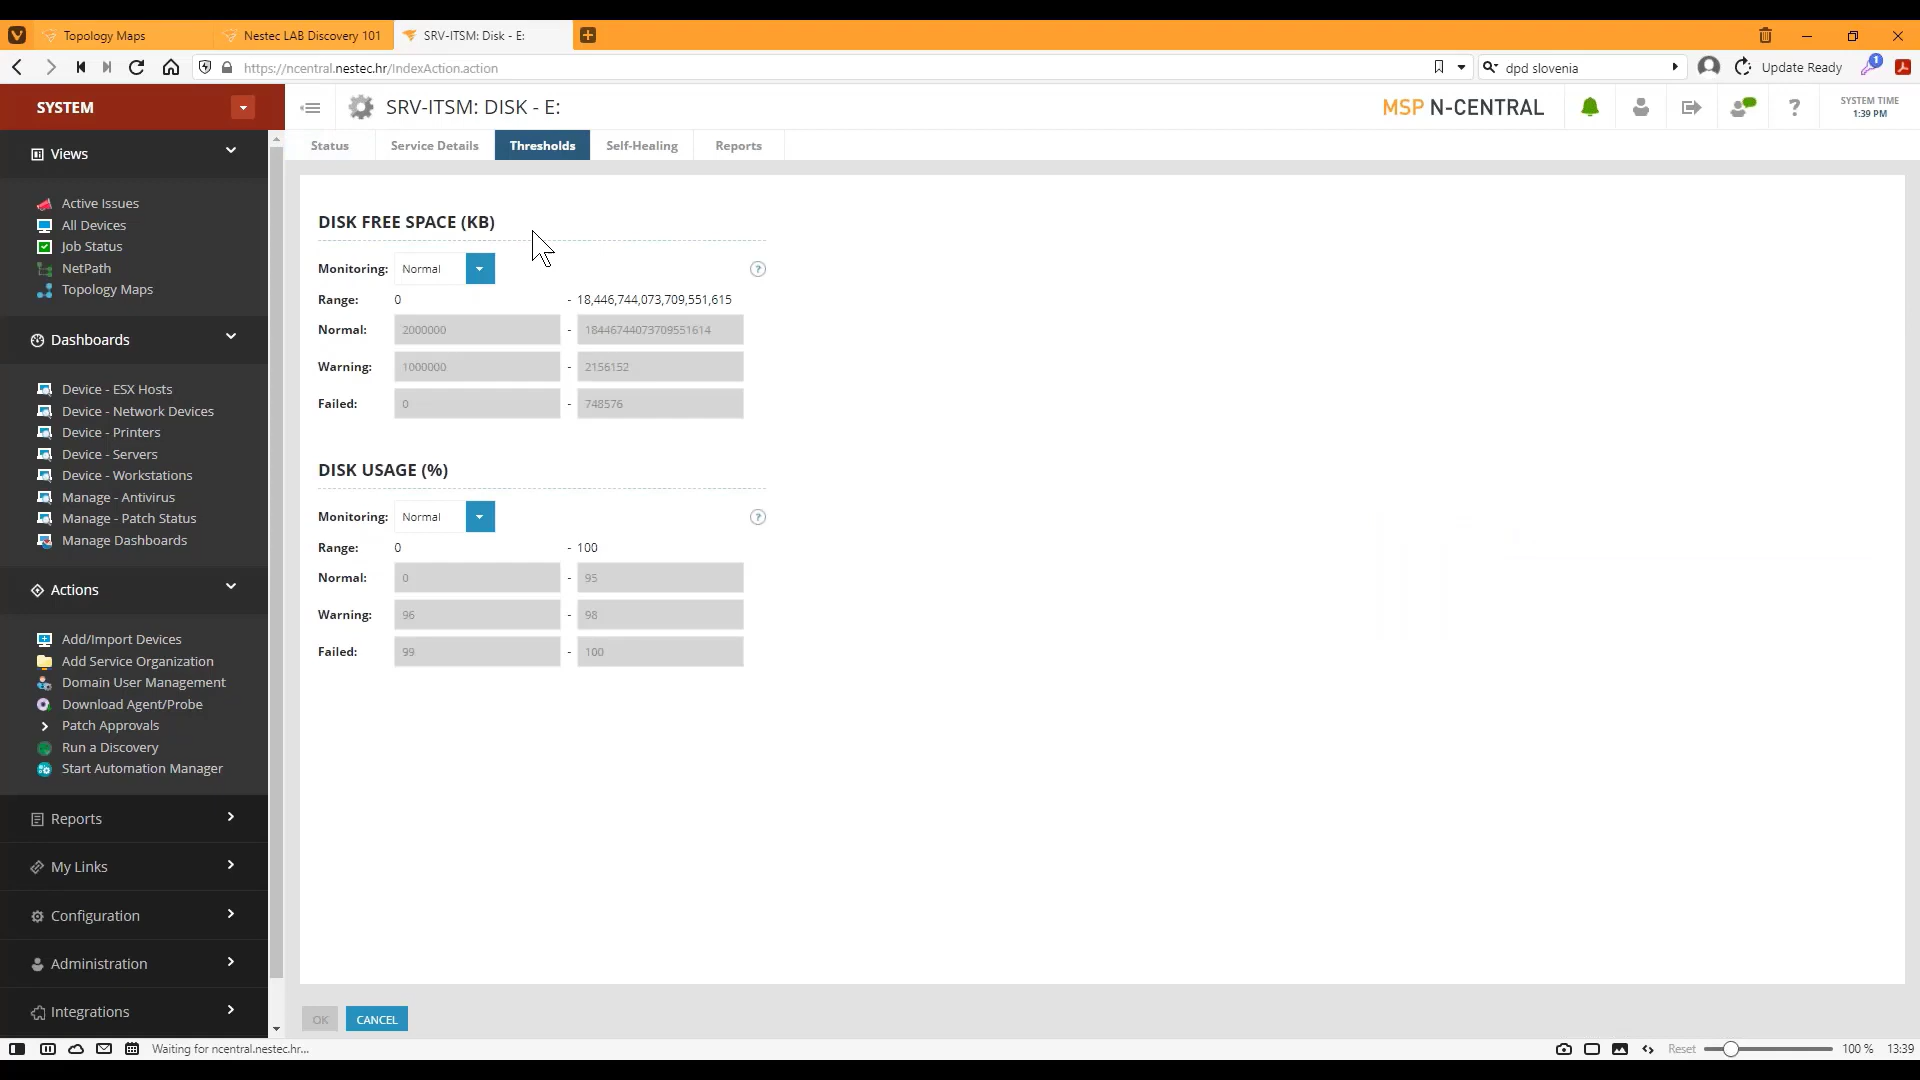 Topology Maps
Nestec LAB Discovery 101
SRV-ITSM: Disk - E:
https://ncentral.nestec.hr/IndexAction.action
dpd slovenia
Update Ready
1
SYSTEM
SRV-ITSM: DISK - E:
MSP N-CENTRAL
?
SYSTEM TIME
1:39 PM
Status
Service Details
Thresholds
Self-Healing
Reports
Views
Active Issues
All Devices
Job Status
NetPath
Topology Maps
Dashboards
Device - ESX Hosts
Device - Network Devices
Device - Printers
Device - Servers
Device - Workstations
Manage - Antivirus
Manage - Patch Status
Manage Dashboards
Actions
Add/Import Devices
Add Service Organization
Domain User Management
Download Agent/Probe
Patch Approvals
Run a Discovery
Start Automation Manager
Reports
My Links
Configuration
Administration
Integrations
DISK FREE SPACE (KB)
Monitoring: Normal ?
Range: 0 - 18,446,744,073,709,551,615
Normal: 2000000 - 18446744073709551614
Warning: 1000000 - 2156152
Failed: 0 - 748576
DISK USAGE (%)
Monitoring: Normal ?
Range: 0 - 100
Normal: 0 - 95
Warning: 96 - 98
Failed: 99 - 100
OK CANCEL
Waiting for ncentral.nestec.hr...
Reset
100 %
13:39